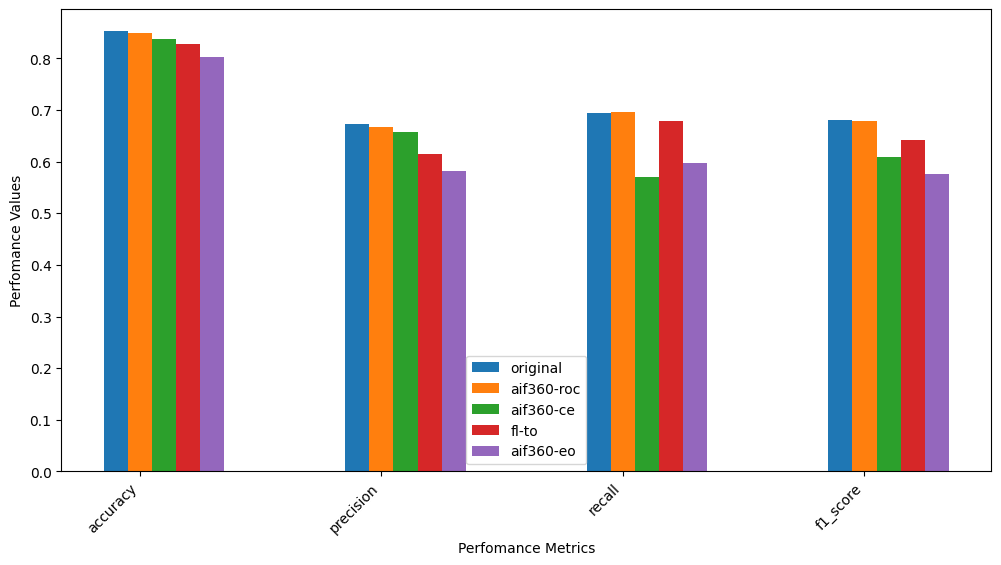 Perfomance Values
0.8
0.7
0.6
0.5
0.4
0.3
0.2
0.1
0.0
original
aif360-roc
aif360-ce
fl-to
aif360-eo
accuracy
precision
recall
f1_score
Perfomance Metrics